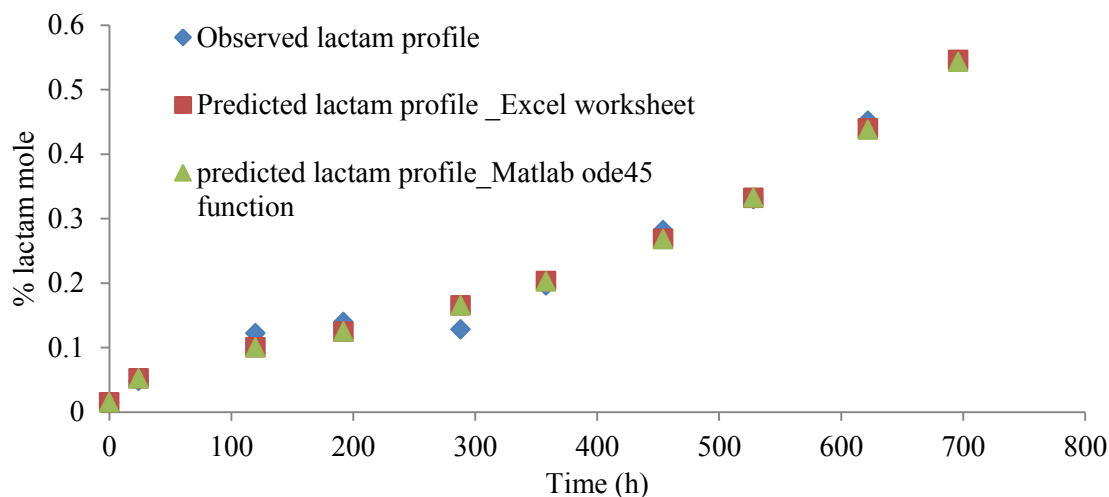 0.6
Observed lactam profile
0.5
Predicted lactam profile _Excel worksheet
0.4
predicted lactam profile_Matlab ode45
function
0.3
0.2
0.1
0
% lactam mole
0 100 200 300 400 500 600 700 800
Time (h)